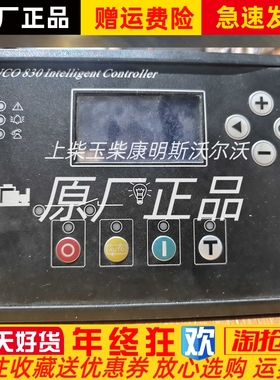 厂正品
赠运费险
急速发
CO 830 Intelligent Controller
上柴玉柴康明斯沃尔沃
原厂正品
天好货
年终狂欢
淘抢
注收藏送优惠券 放心购 运